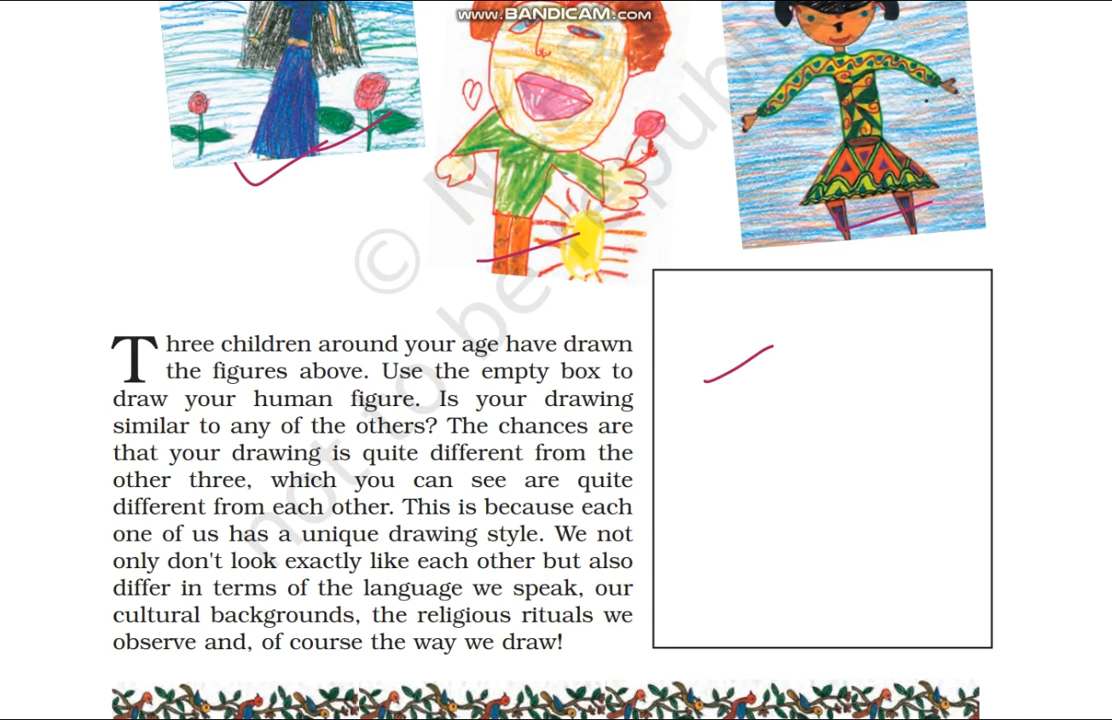 www.BANDICAM.com
Three children around your age have drawn
the figures above. Use the empty box to
draw your human figure. Is your drawing
similar to any of the others? The chances are
that your drawing is quite different from the
other three, which you can see are quite
different from each other. This is because each
one of us has a unique drawing style. We not
only don't look exactly like each other but also
differ in terms of the language we speak, our
cultural backgrounds, the religious rituals we
observe and, of course the way we draw!
not to be republ